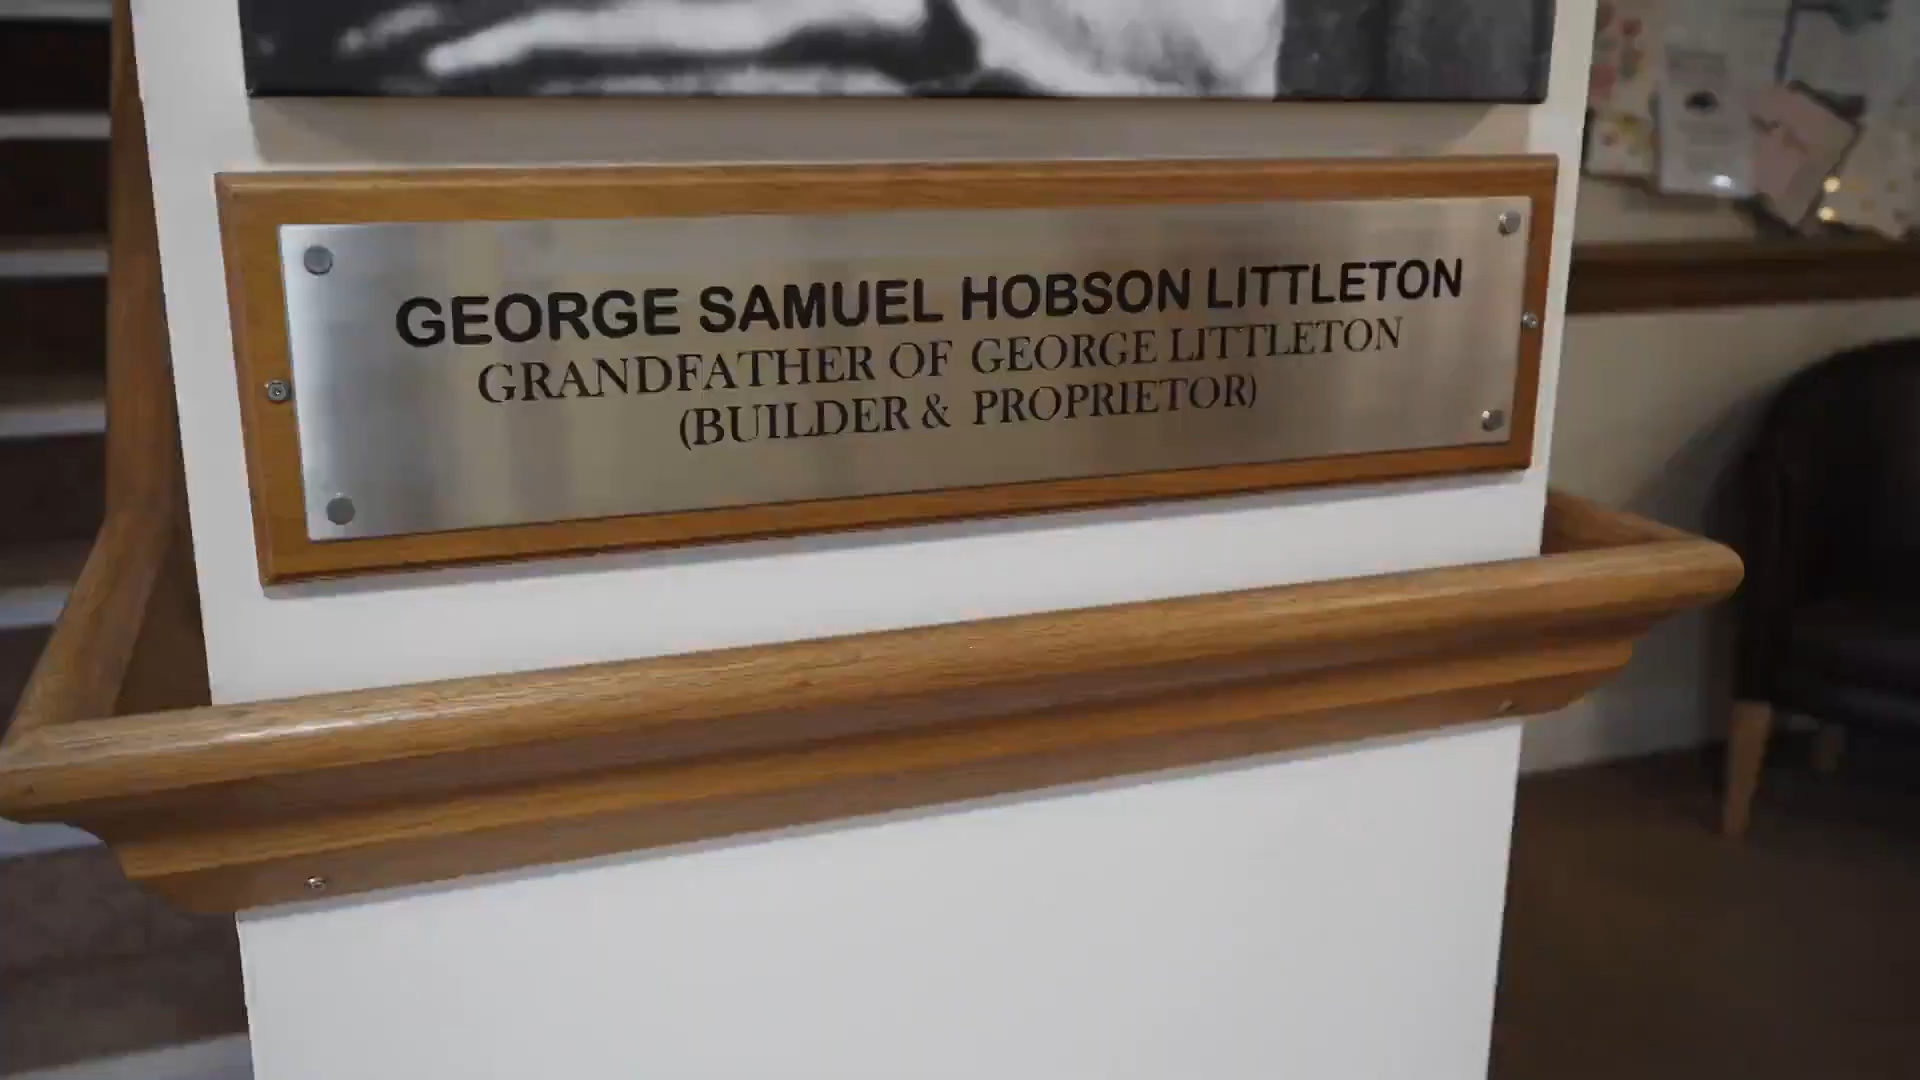 GEORGE SAMUEL HOBSON LITTLETON
GRANDFATHER OF GEORGE LITTLETON
(BUILDER & PROPRIETOR)